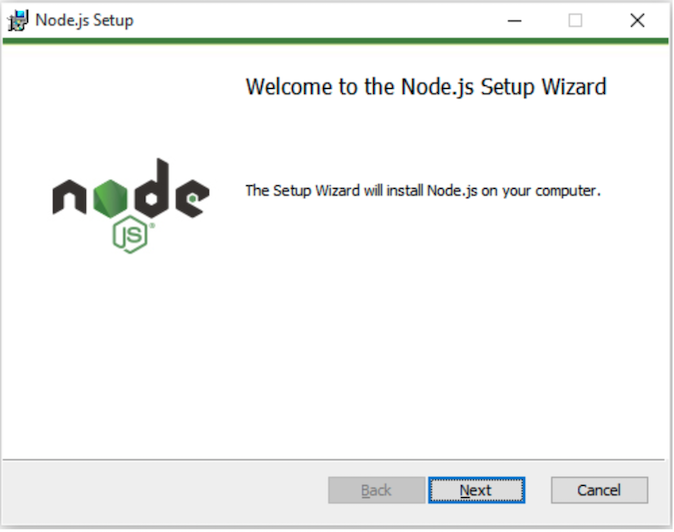 Node.js Setup
Welcome to the Node.js Setup Wizard
node
JS®
The Setup Wizard will install Node.js on your computer.
Back
Next
Cancel